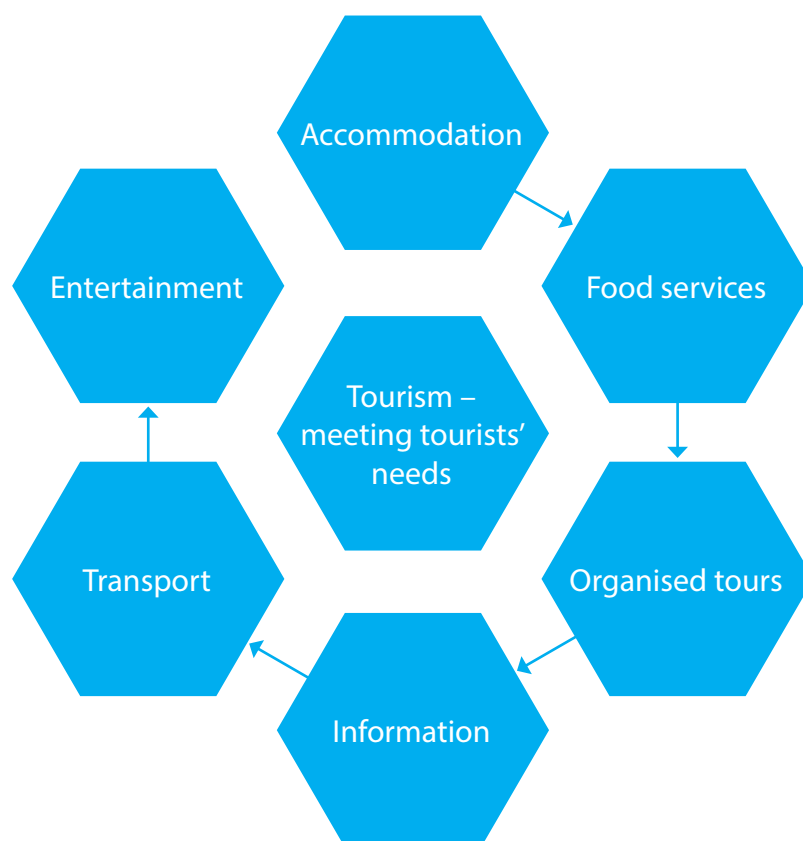 Accommodation
Entertainment
Food services
Tourism –
meeting tourists’
needs
Transport
Organised tours
Information